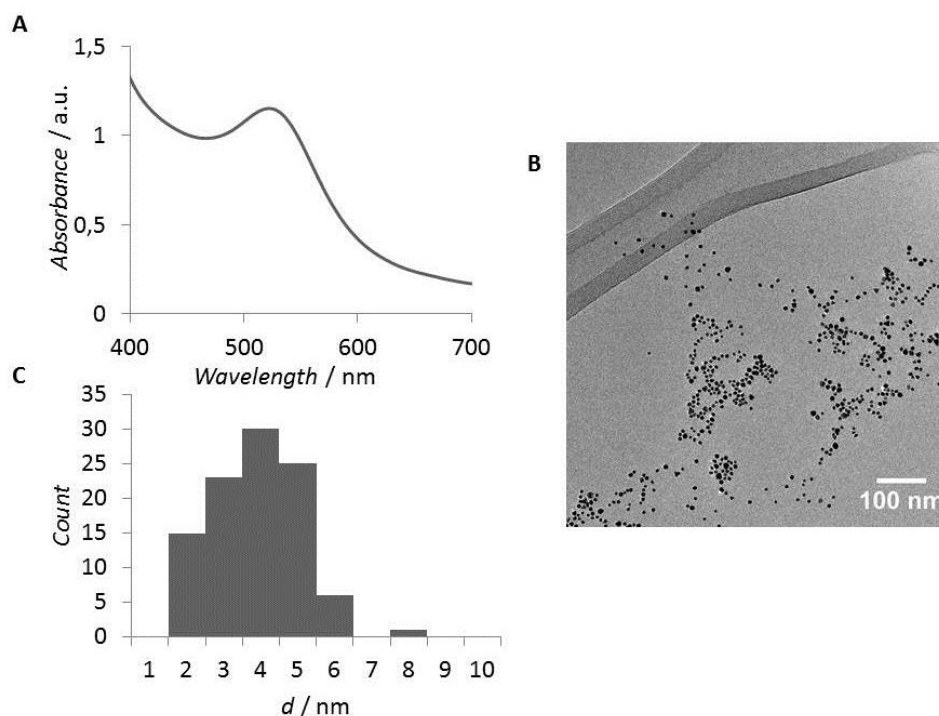 A
1,5
1
0,5
0
400 500 600 700
Wavelength / nm
Absorbance / a.u.
B
100 nm
C
35
30
25
20
15
10
5
0
1 2 3 4 5 6 7 8 9 10
d / nm
Count